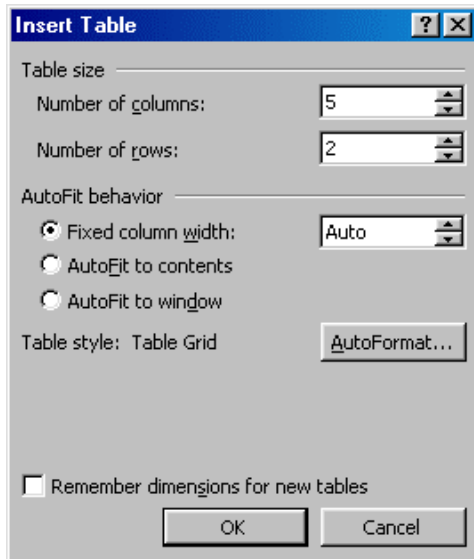 Insert Table
Table size
Number of columns: 5
Number of rows: 2
AutoFit behavior
Fixed column width: Auto
AutoFit to contents
AutoFit to window
Table style: Table Grid AutoFormat...
Remember dimensions for new tables
OK Cancel